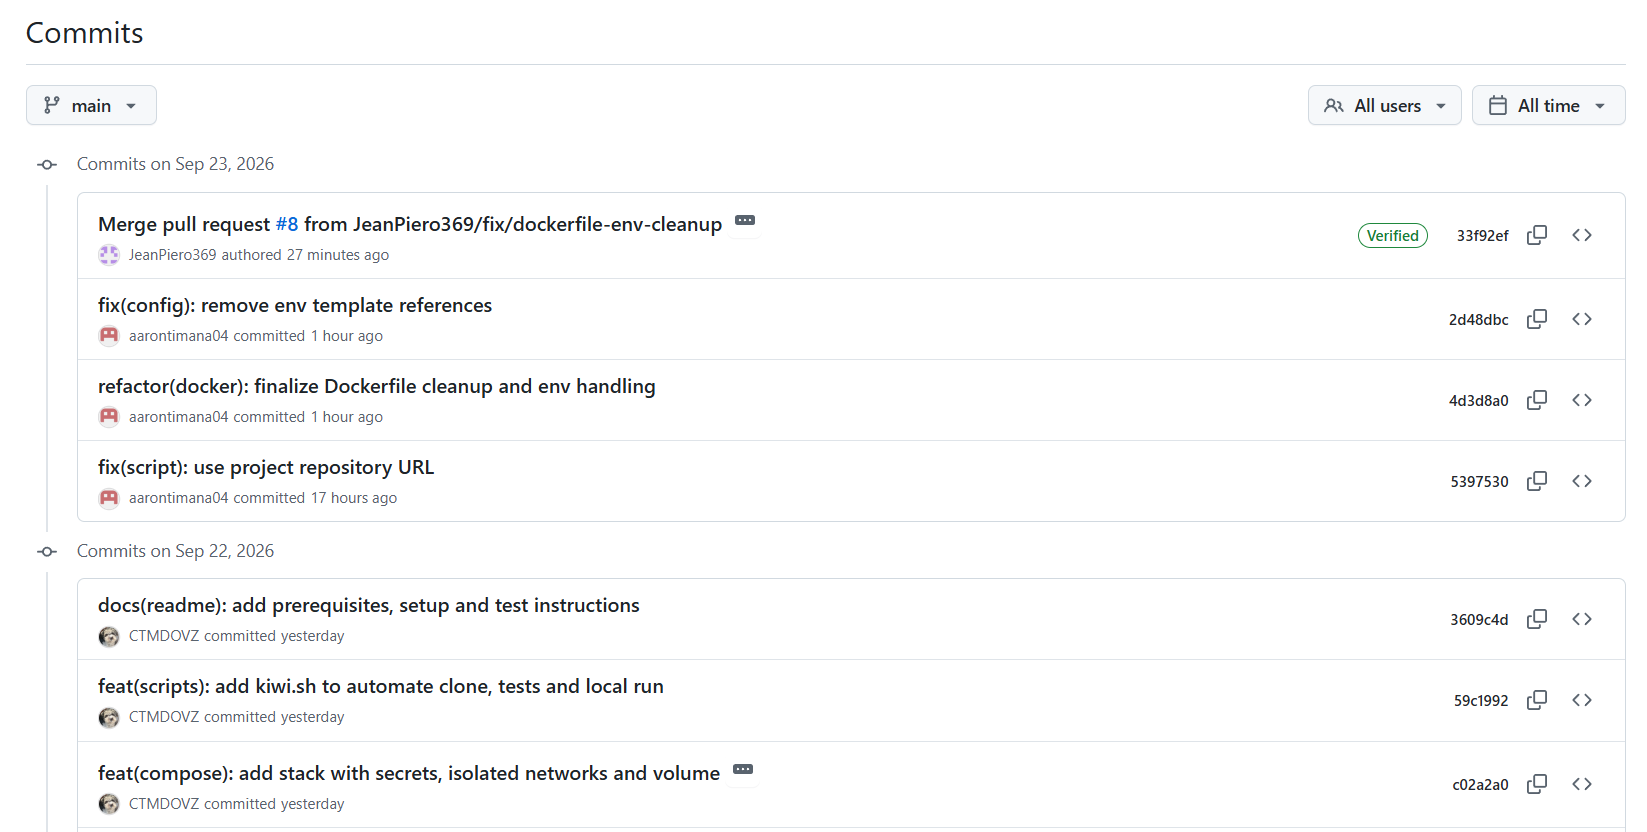 Commits
main
All users
All time
Commits on Sep 23, 2026
Merge pull request #8 from JeanPiero369/fix/dockerfile-env-cleanup
JeanPiero369 authored 27 minutes ago
Verified
33f92ef
fix(config): remove env template references
aarontimana04 committed 1 hour ago
2d48dbc
refactor(docker): finalize Dockerfile cleanup and env handling
aarontimana04 committed 1 hour ago
4d3d8a0
fix(script): use project repository URL
aarontimana04 committed 17 hours ago
5397530
Commits on Sep 22, 2026
docs(readme): add prerequisites, setup and test instructions
CTMDOVZ committed yesterday
3609c4d
feat(scripts): add kiwi.sh to automate clone, tests and local run
CTMDOVZ committed yesterday
59c1992
feat(compose): add stack with secrets, isolated networks and volume
CTMDOVZ committed yesterday
c02a2a0